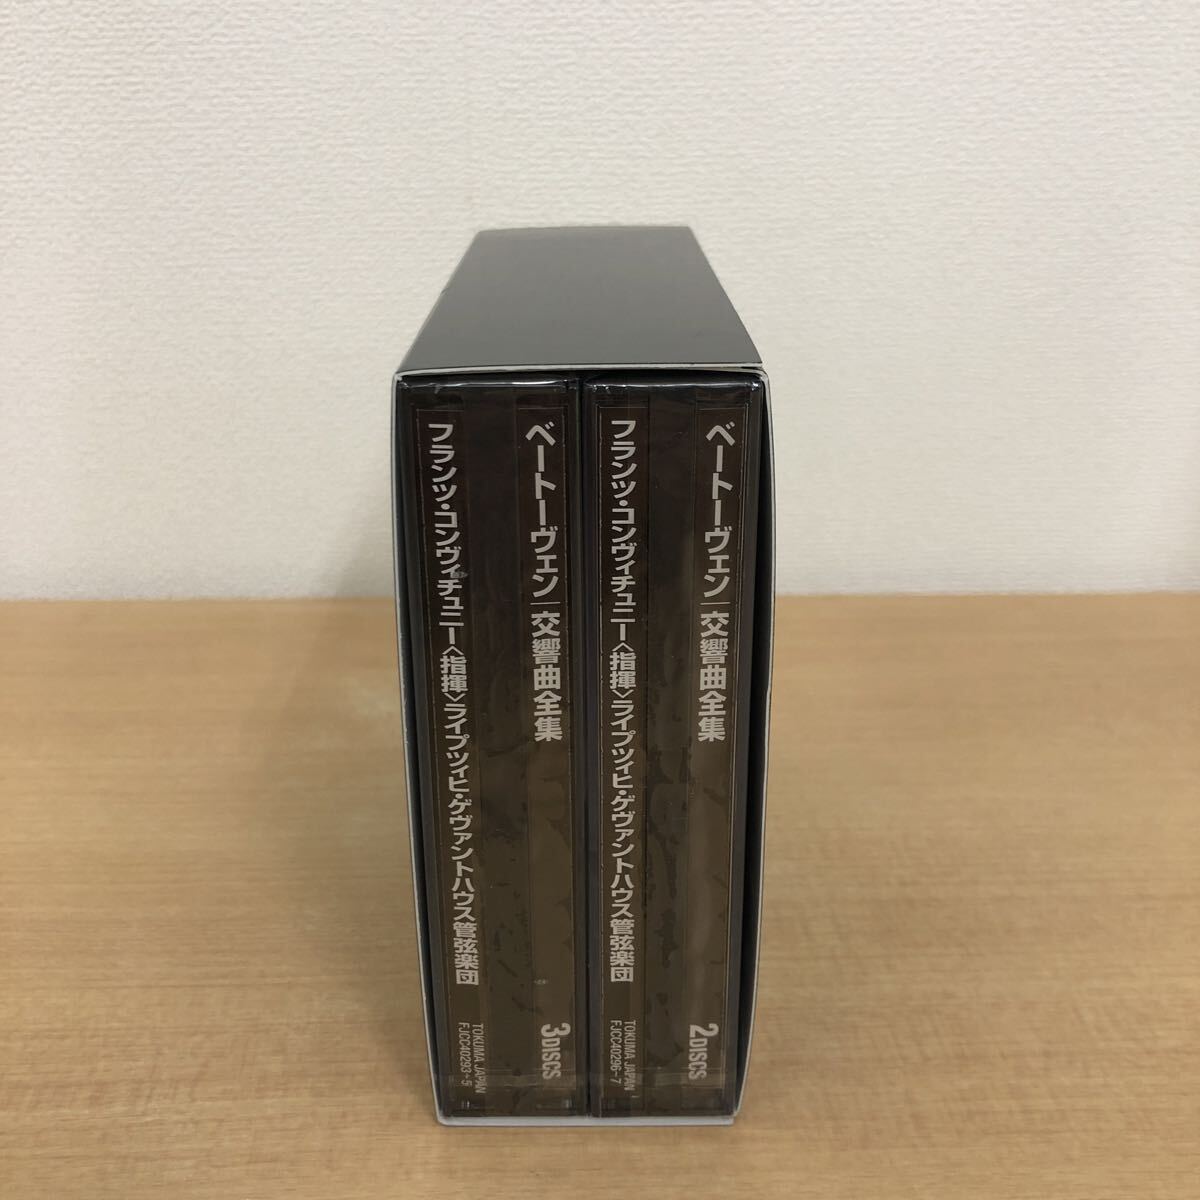 ベートーヴェン|交響曲全集
フランツ・コンヴィチュニー<指揮>ライプツィヒ・ゲヴァントハウス管弦楽団
2DISCS
TOKUMA JAPAN
FJCC40296-7
ベートーヴェン|交響曲全集
フランツ・コンヴィチュニー<指揮>ライプツィヒ・ゲヴァントハウス管弦楽団
3DISCS
TOKUMA JAPAN
FJCC40293-5